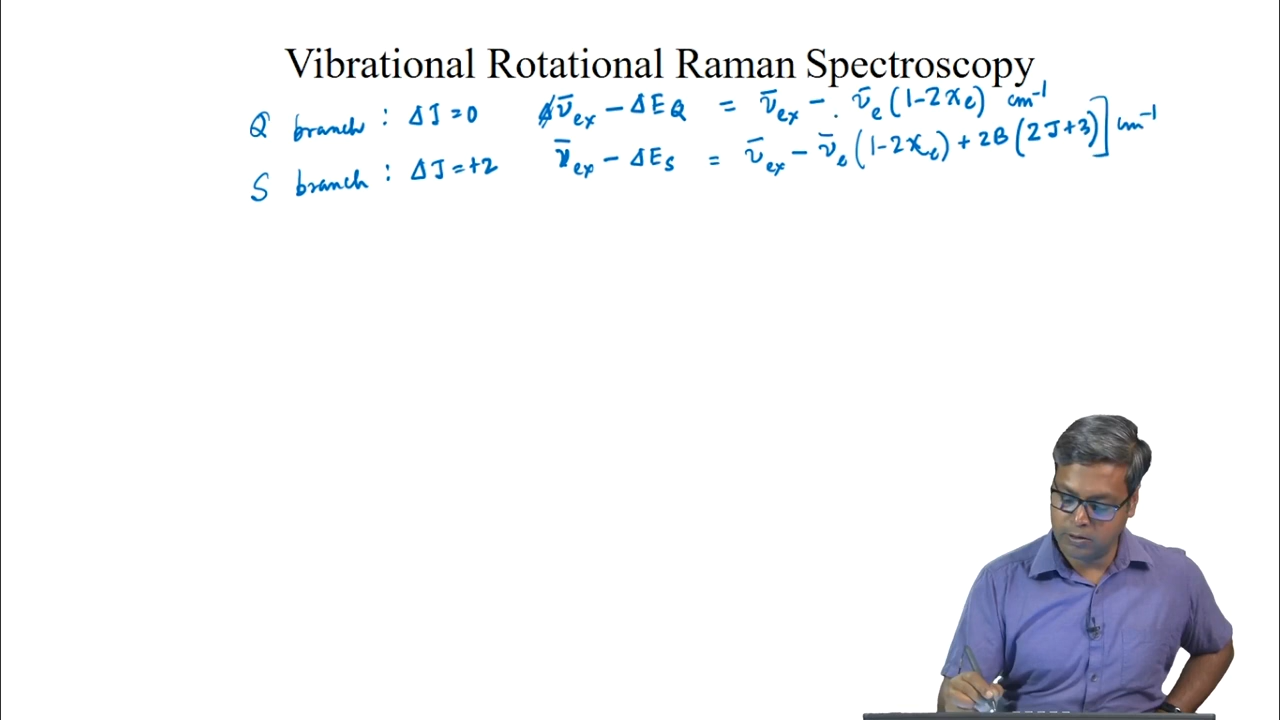 Vibrational Rotational Raman Spectroscopy
Q branch : ΔJ=0 ν̄ex − ΔEQ = ν̄ex − ν̄e(1-2xe) cm⁻¹
S branch : ΔJ=+2 ν̄ex − ΔES = ν̄ex − ν̄e(1-2xe) + 2B(2J+3)] cm⁻¹